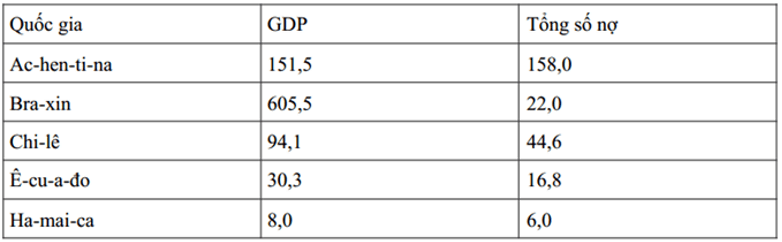 Quốc gia GDP Tổng số nợ
Ac-hen-ti-na 151,5 158,0
Bra-xin 605,5 22,0
Chi-lê 94,1 44,6
Ê-cu-a-đo 30,3 16,8
Ha-mai-ca 8,0 6,0